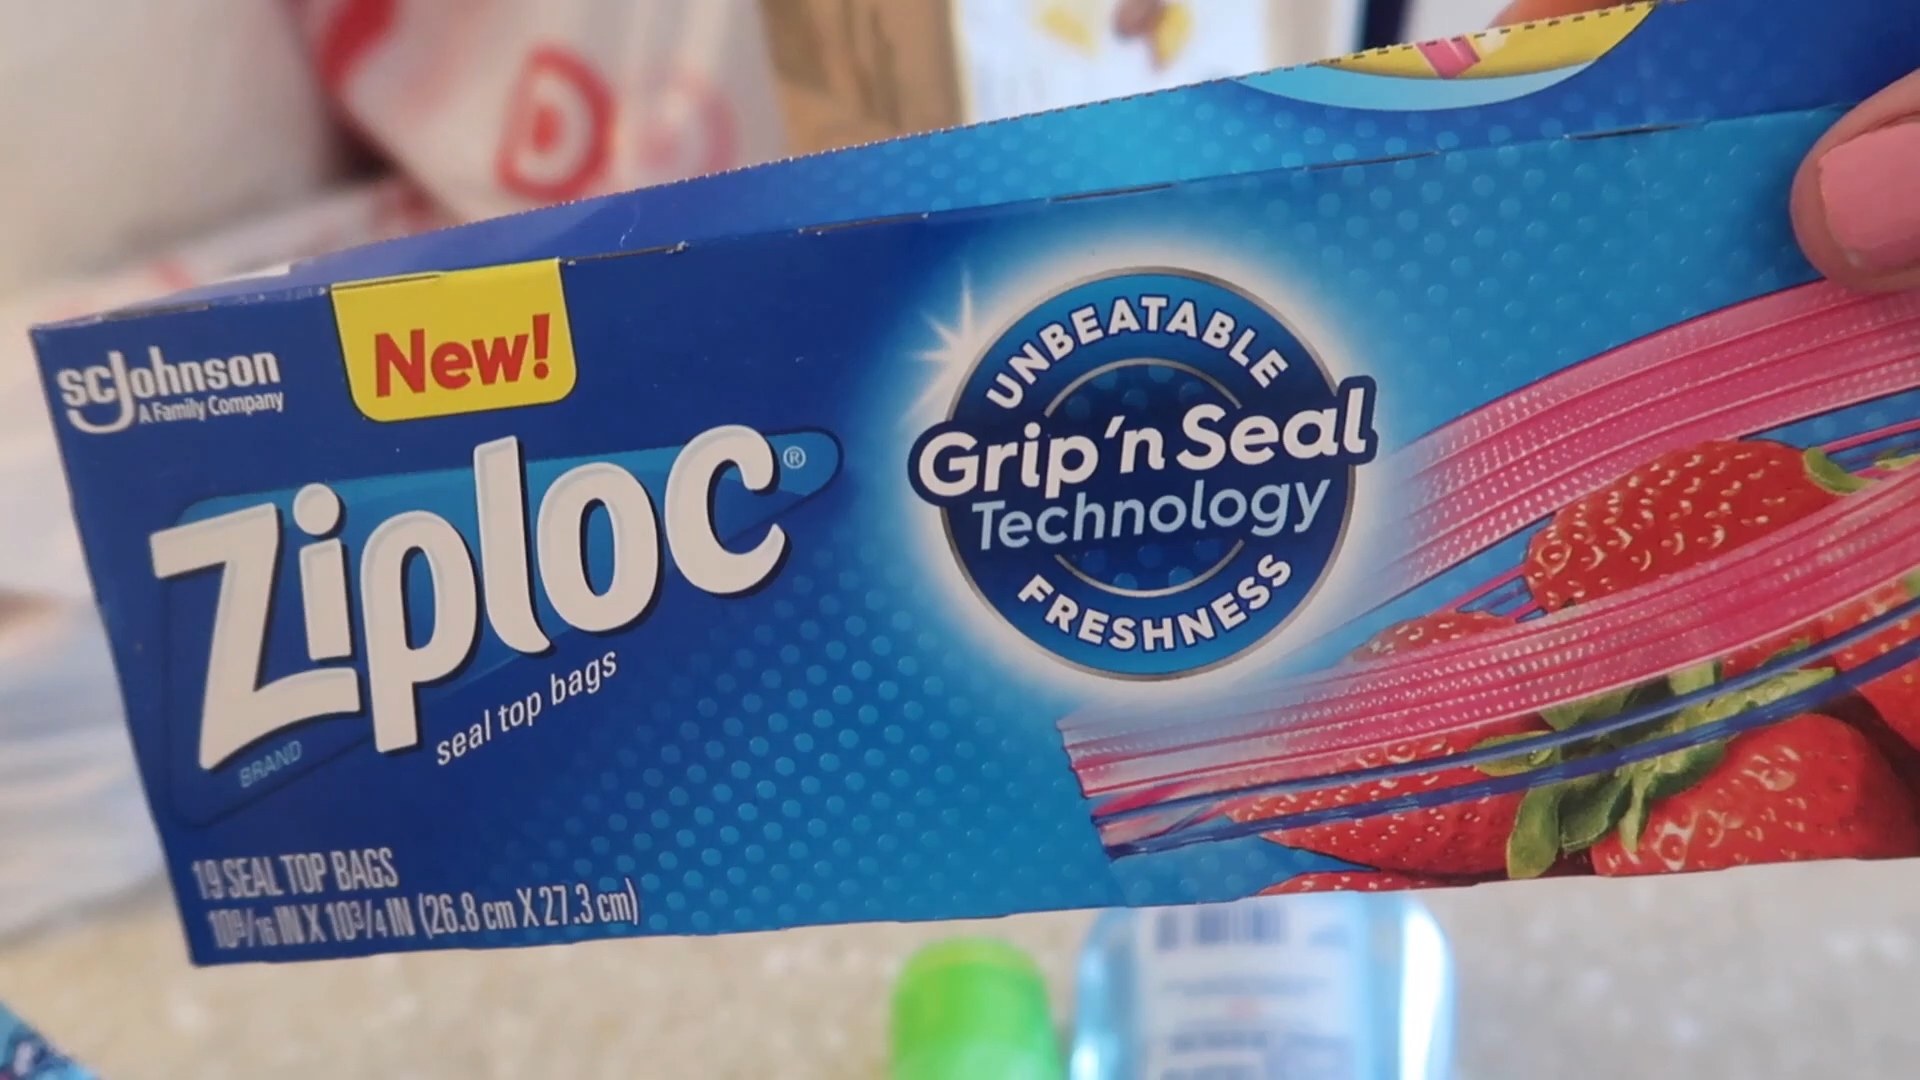 scJohnson
A Family Company
New!
Ziploc®
BRAND
seal top bags
UNBEATABLE
Grip'n Seal
Technology
FRESHNESS
19 SEAL TOP BAGS
10 9/16 IN X 10 3/4 IN (26.8 cm X 27.3 cm)